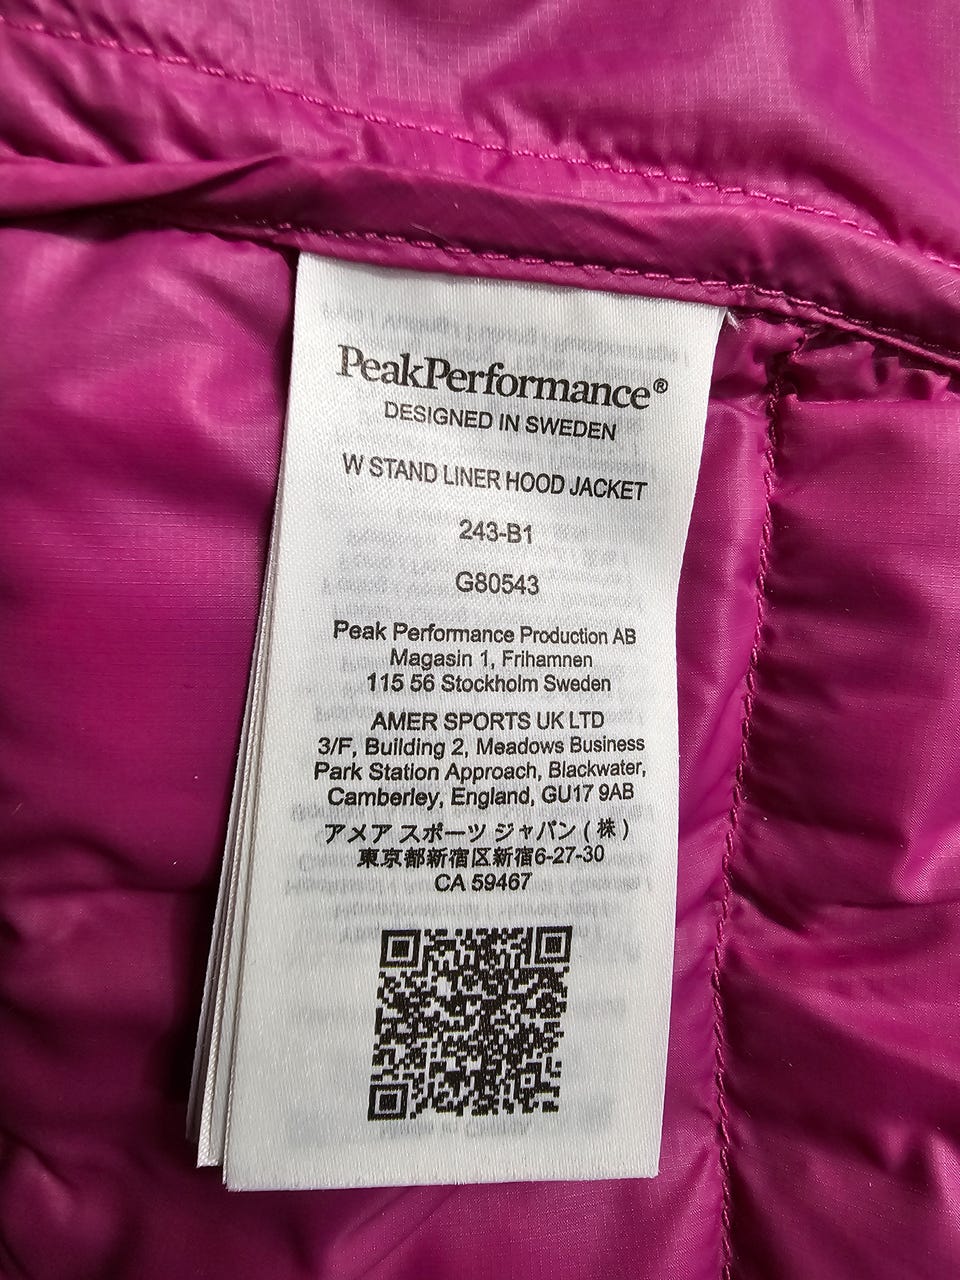 PeakPerformance®
DESIGNED IN SWEDEN
W STAND LINER HOOD JACKET
243-B1
G80543
Peak Performance Production AB
Magasin 1, Frihamnen
115 56 Stockholm Sweden
AMER SPORTS UK LTD
3/F, Building 2, Meadows Business
Park Station Approach, Blackwater,
Camberley, England, GU17 9AB
アメア スポーツ ジャパン ( 株 )
東京都新宿区新宿6-27-30
CA 59467